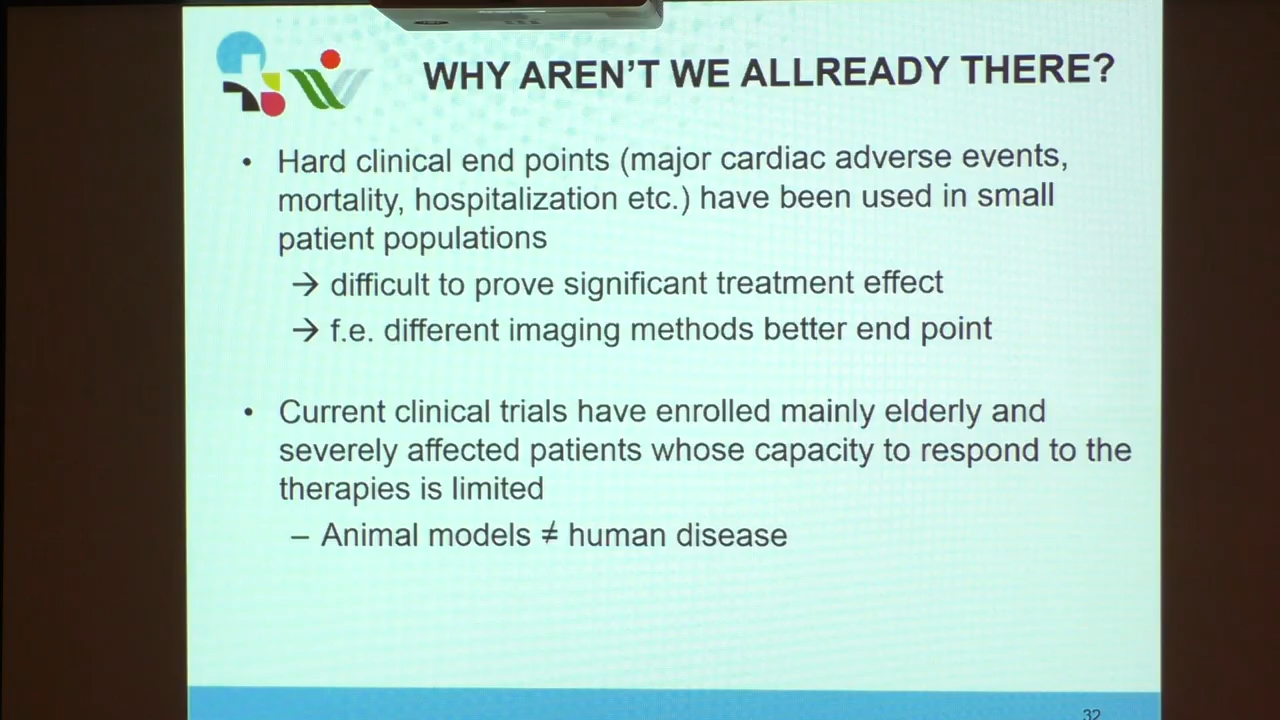 WHY AREN'T WE ALLREADY THERE?
• Hard clinical end points (major cardiac adverse events,
mortality, hospitalization etc.) have been used in small
patient populations
→ difficult to prove significant treatment effect
→ f.e. different imaging methods better end point
• Current clinical trials have enrolled mainly elderly and
severely affected patients whose capacity to respond to the
therapies is limited
– Animal models ≠ human disease
32